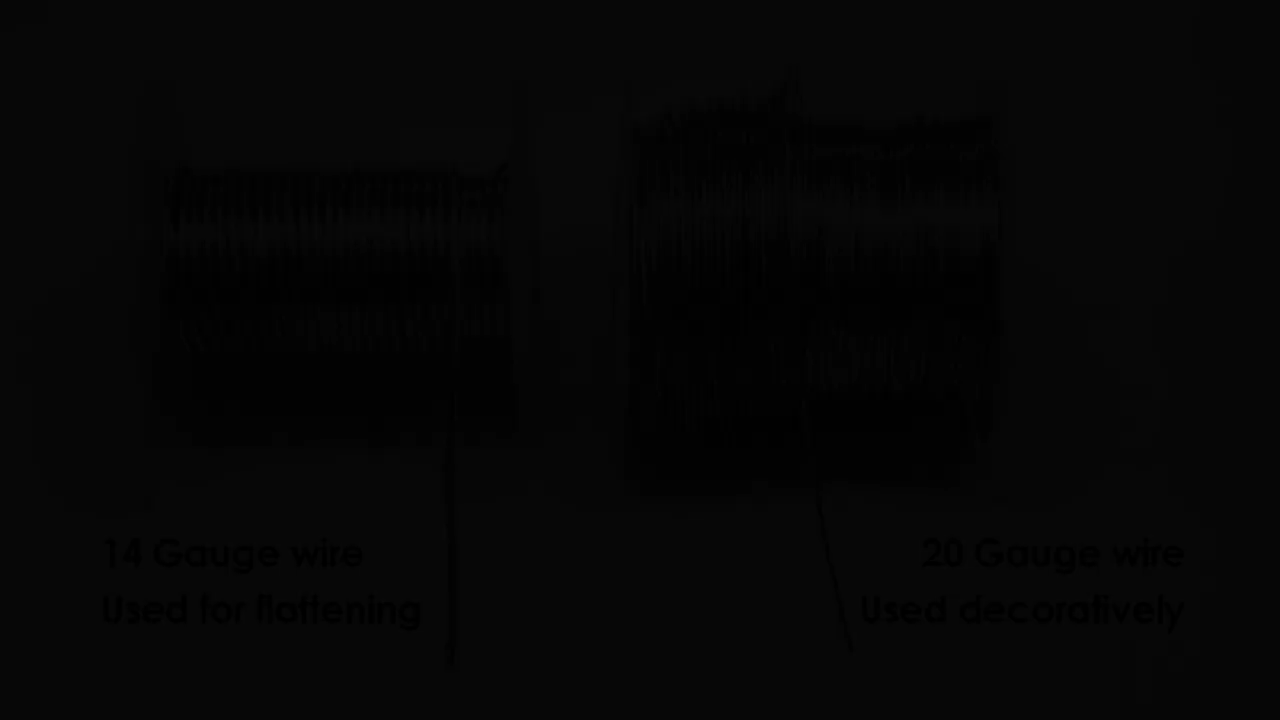 14 Gauge wire
Used for flattening
20 Gauge wire
Used decoratively